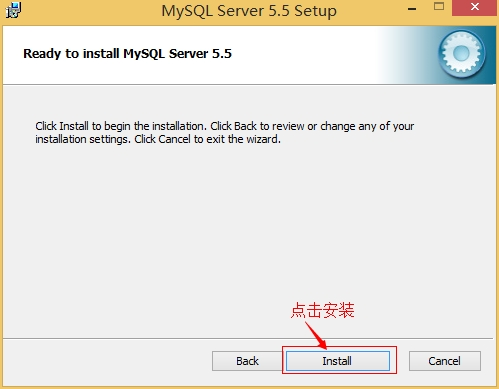 MySQL Server 5.5 Setup
Ready to install MySQL Server 5.5
Click Install to begin the installation. Click Back to review or change any of your
installation settings. Click Cancel to exit the wizard.
点击安装
Back
Install
Cancel